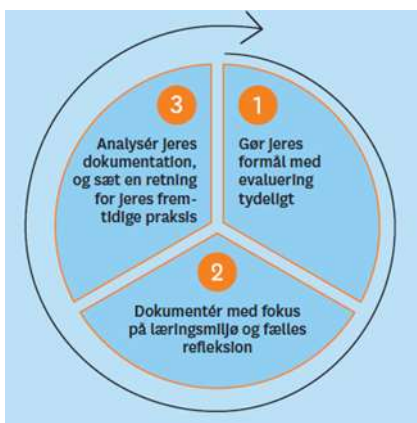 1
Gør jeres
formål med
evaluering
tydeligt
2
Dokumentér med fokus
på læringsmiljø og fælles
refleksion
3
Analysér jeres
dokumentation,
og sæt en retning
for jeres frem-
tidige praksis